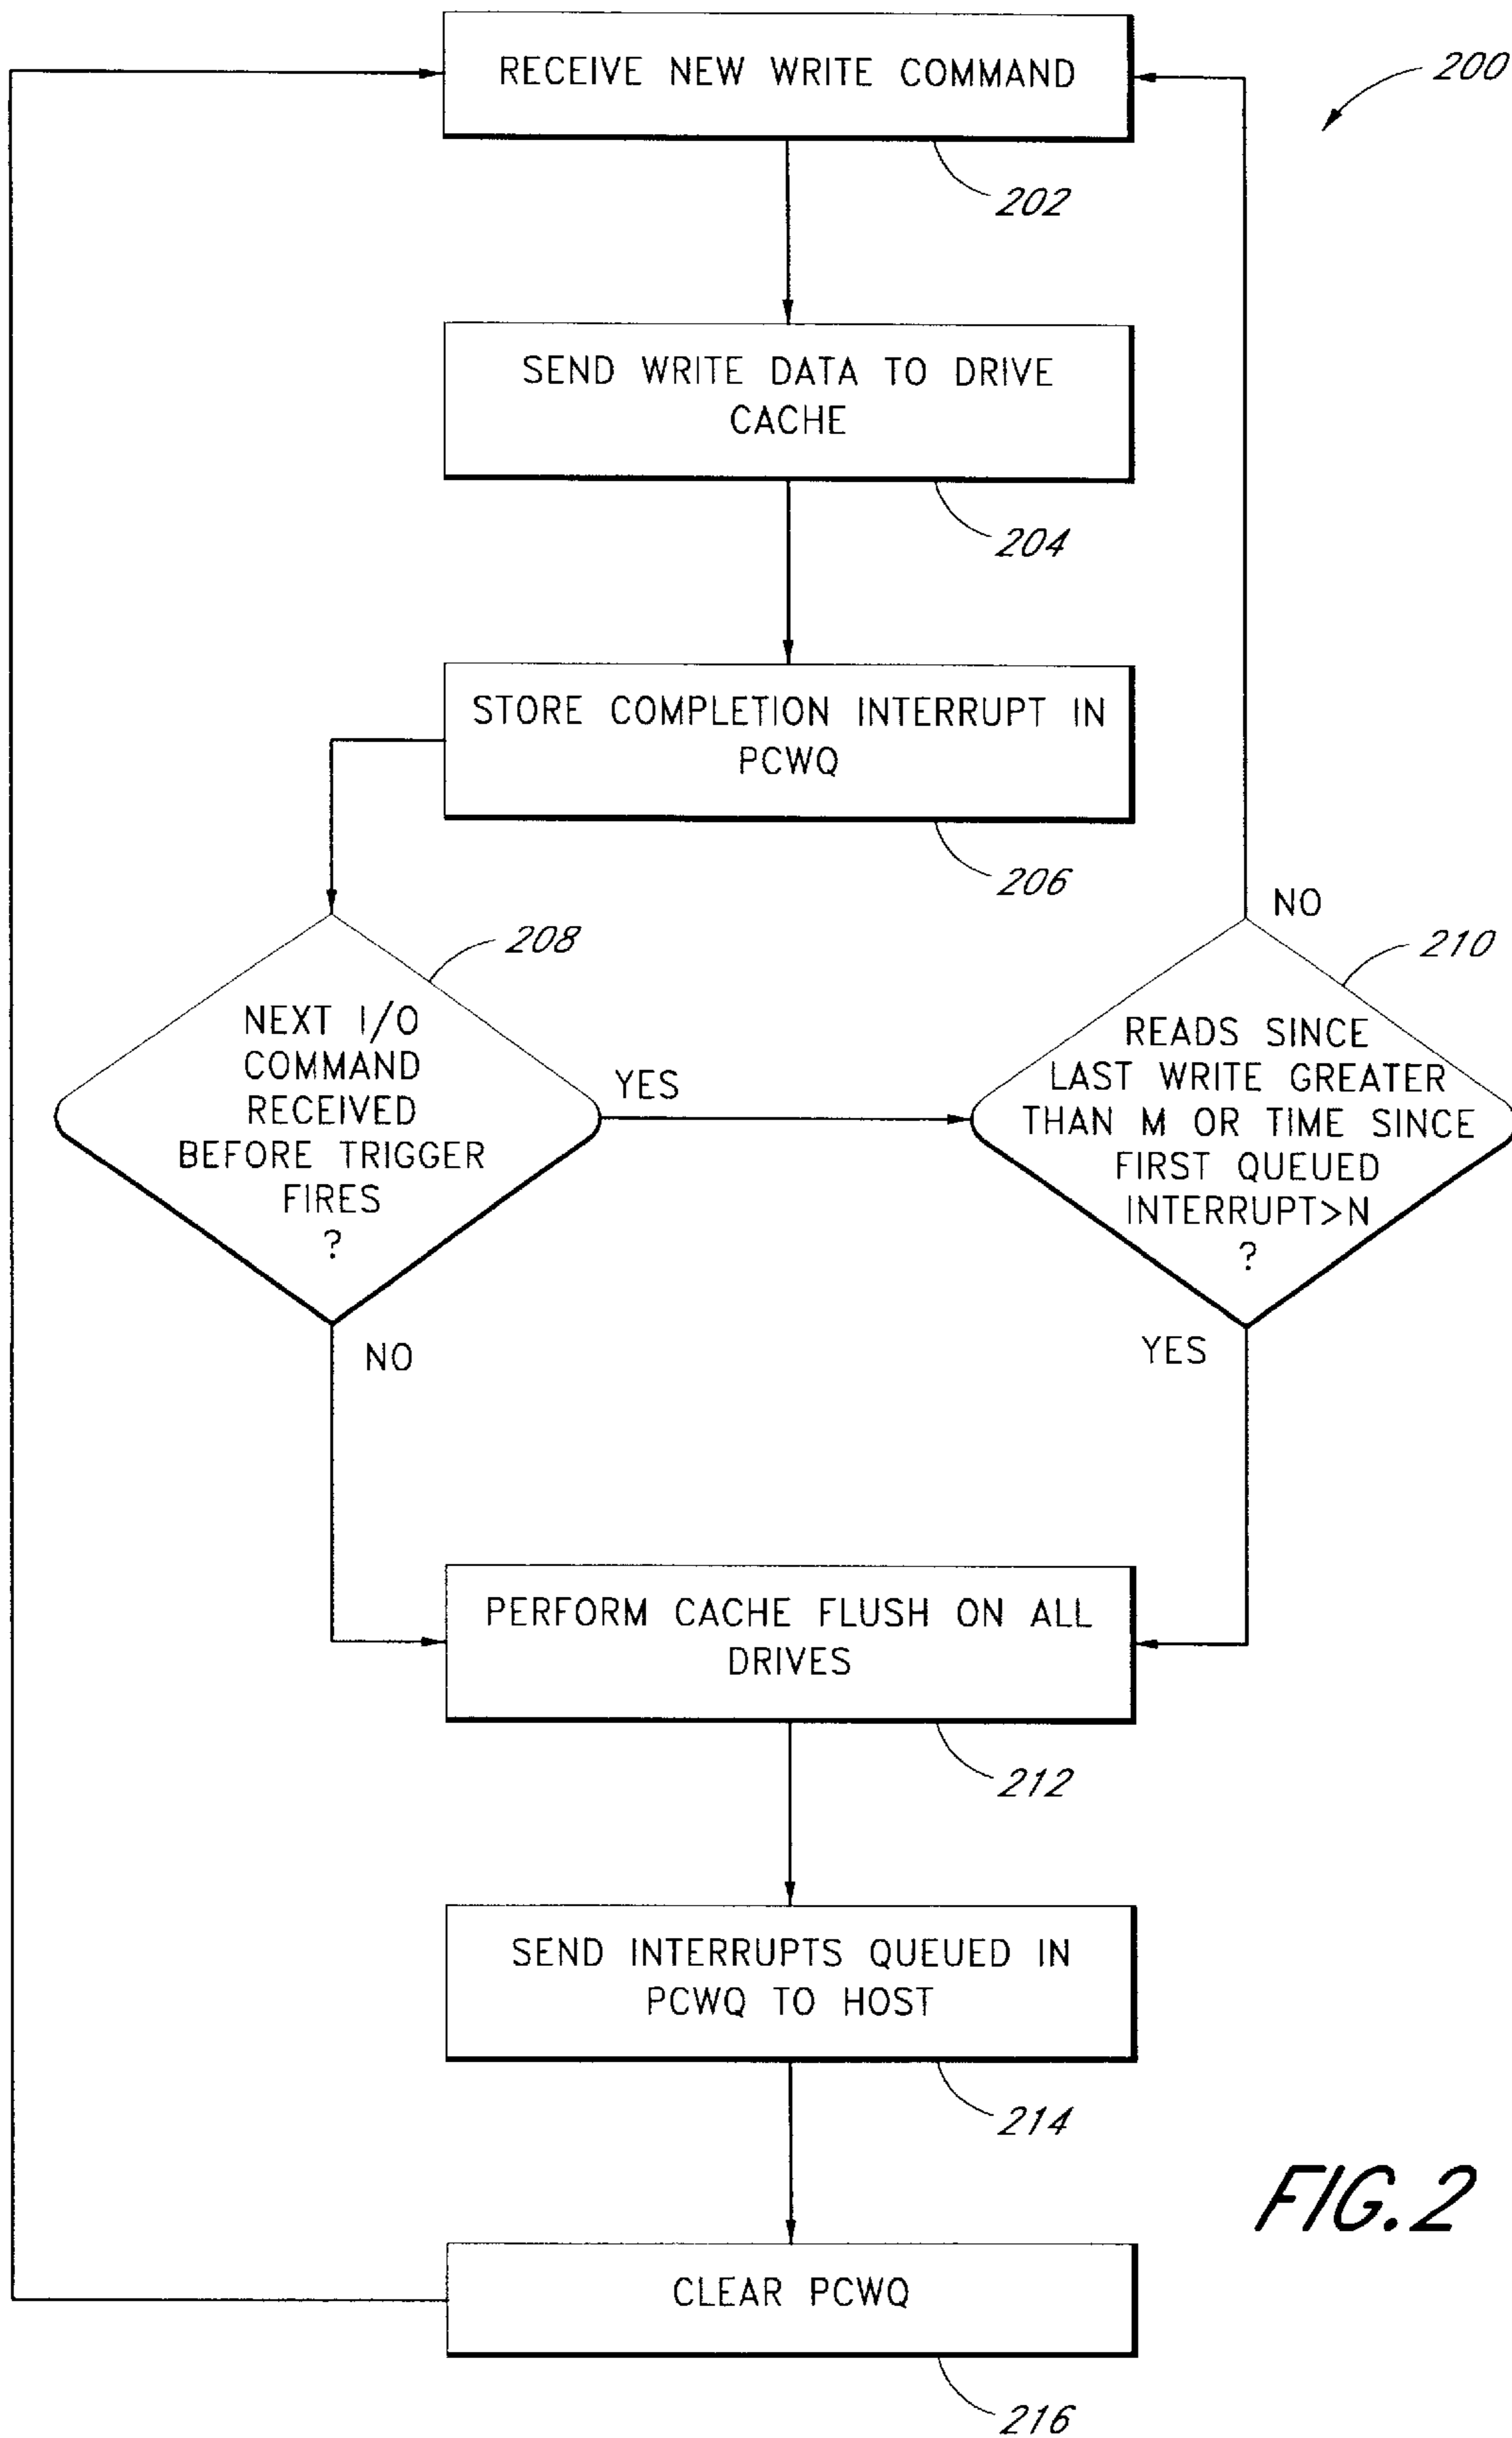 RECEIVE NEW WRITE COMMAND
200
202
SEND WRITE DATA TO DRIVE
CACHE
204
STORE COMPLETION INTERRUPT IN
PCWQ
206
NO
208
210
NEXT I/O
COMMAND
RECEIVED
BEFORE TRIGGER
FIRES
?
YES
READS SINCE
LAST WRITE GREATER
THAN M OR TIME SINCE
FIRST QUEUED
INTERRUPT>N
?
NO
YES
PERFORM CACHE FLUSH ON ALL
DRIVES
212
SEND INTERRUPTS QUEUED IN
PCWQ TO HOST
214
FIG.2
CLEAR PCWQ
216